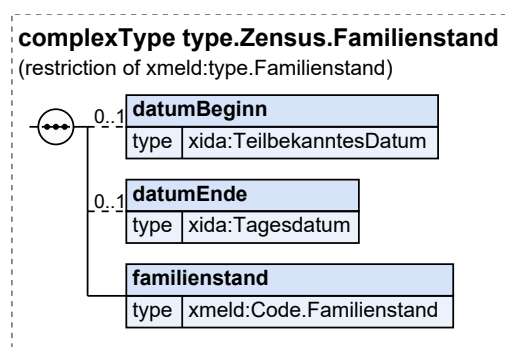 complexType type.Zensus.Familienstand
(restriction of xmeld:type.Familienstand)
0..1 datumBeginn
type xida:TeilbekanntesDatum
0..1 datumEnde
type xida:Tagesdatum
familienstand
type xmeld:Code.Familienstand